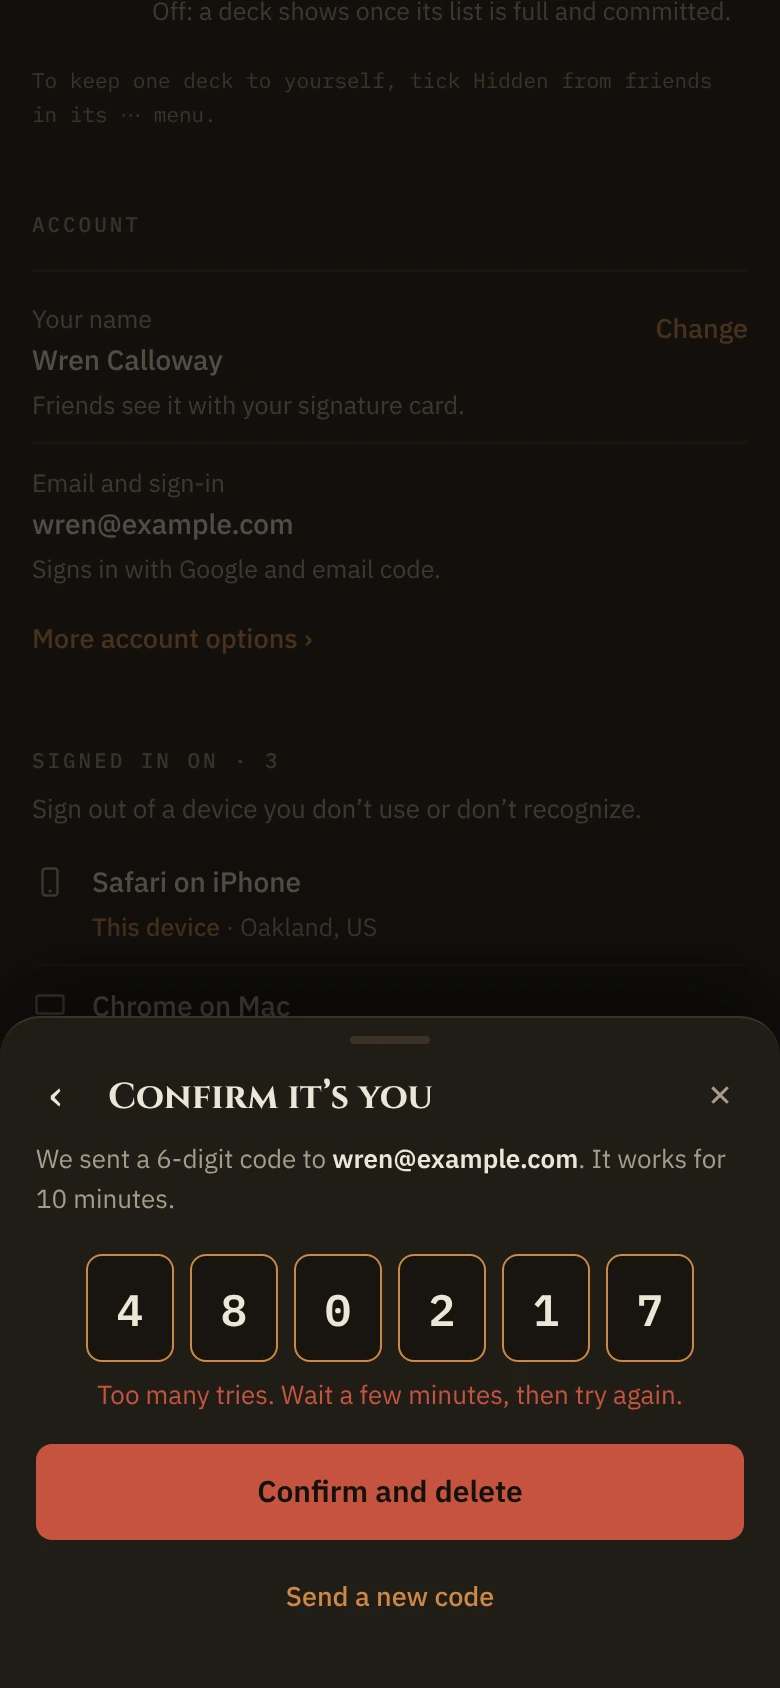 Off: a deck shows once its list is full and committed.
To keep one deck to yourself, tick Hidden from friends
in its ··· menu.
ACCOUNT
Your name
Change
Wren Calloway
Friends see it with your signature card.
Email and sign-in
wren@example.com
Signs in with Google and email code.
More account options ›
SIGNED IN ON · 3
Sign out of a device you don’t use or don’t recognize.
Safari on iPhone
This device · Oakland, US
Chrome on Mac
‹ Confirm it’s you ✕
We sent a 6-digit code to wren@example.com. It works for
10 minutes.
4 8 0 2 1 7
Too many tries. Wait a few minutes, then try again.
Confirm and delete
Send a new code